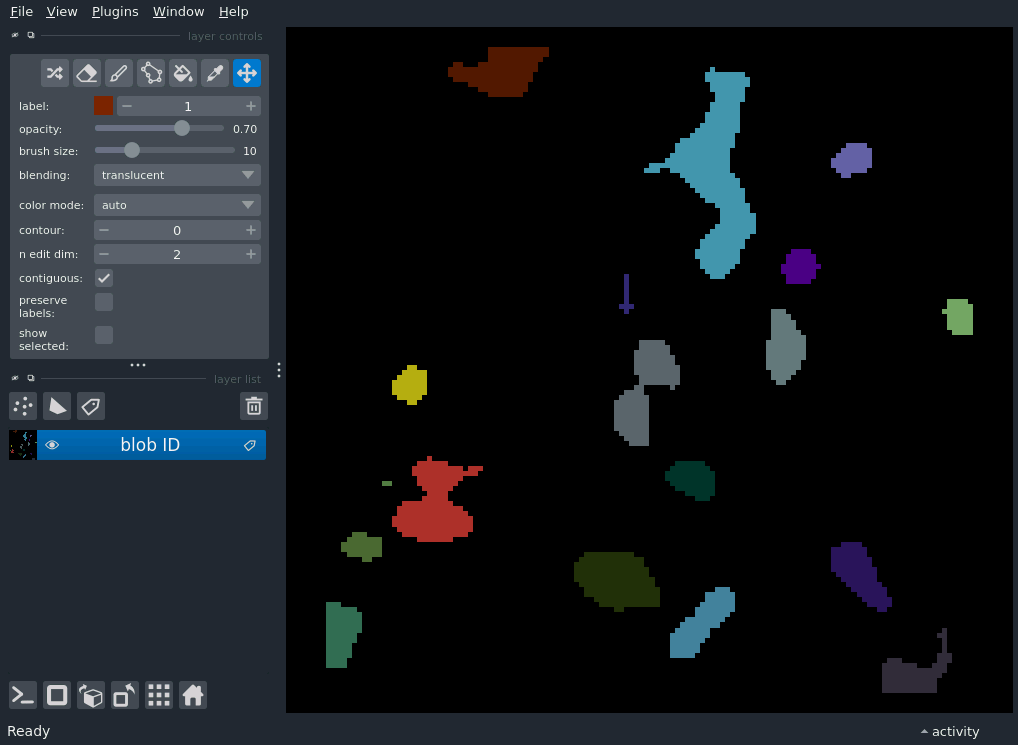 File View Plugins Window Help
layer controls
label: 1
opacity: 0.70
brush size: 10
blending: translucent
color mode: auto
contour: 0
n edit dim: 2
contiguous:
preserve
labels:
show
selected:
layer list
blob ID
Ready
activity